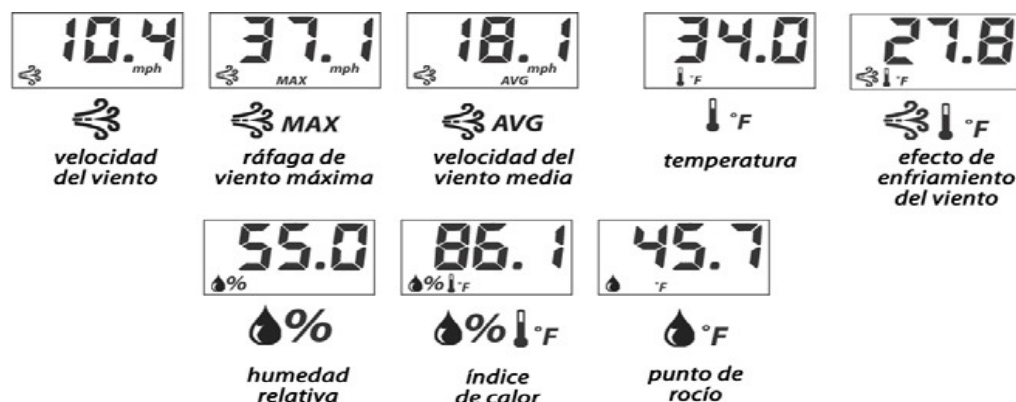 10.4 mph
37.1 mph
MAX
18.1 mph
AVG
34.0
°F
27.8
°F
MAX
AVG
°F
°F
velocidad
del viento
ráfaga de
viento máxima
velocidad del
viento media
temperatura
efecto de
enfriamiento
del viento
55.0
%
86.1
% °F
45.7
°F
%
% °F
°F
humedad
relativa
índice
de calor
punto de
rocío